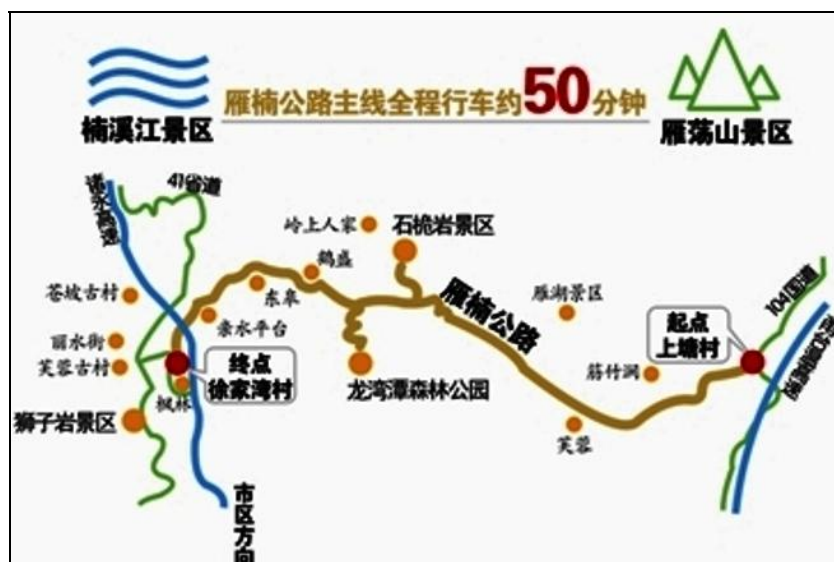 雁楠公路主线全程行车约50分钟
楠溪江景区
雁荡山景区
诸永高速
41省道
岭上人家
石桅岩景区
鹤盛
苍坡古村
东皋
雁楠公路
雁湖景区
104国道
亲水平台
起点
上塘村
丽水街
芙蓉古村
终点
徐家湾村
筋竹涧
枫林
龙湾潭森林公园
狮子岩景区
芙蓉
市区方向